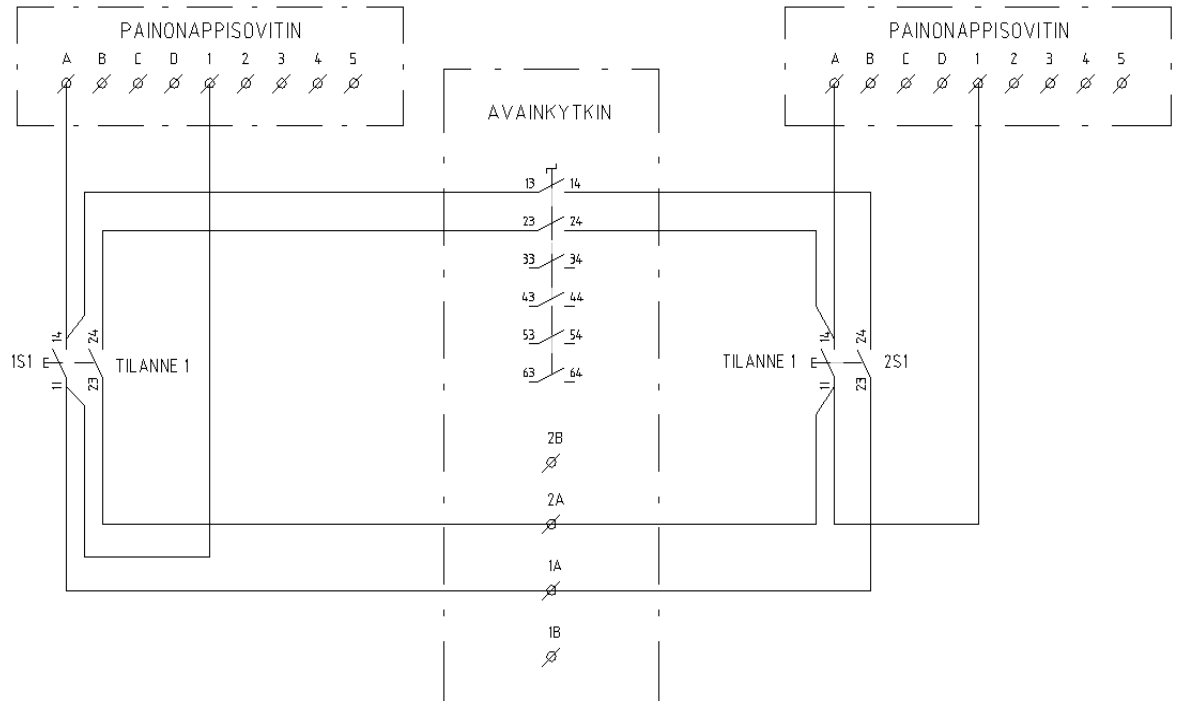 PAINONAPPISOVITIN
A B C D 1 2 3 4 5
PAINONAPPISOVITIN
A B C D 1 2 3 4 5
AVAINKYTKIN
13 14
23 24
33 34
43 44
53 54
63 64
1S1
14
11
24
23
TILANNE 1
TILANNE 1
14
11
24
23
2S1
2B
2A
1A
1B